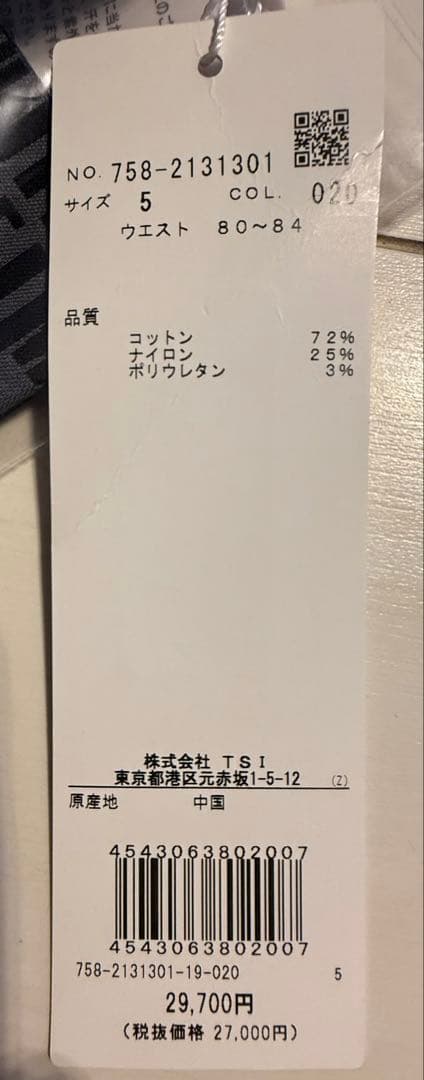 NO. 758-2131301
サイズ 5 COL. 020
ウエスト 80~84
品質
コットン 72%
ナイロン 25%
ポリウレタン 3%
株式会社 TSI
東京都港区元赤坂1-5-12 (Z)
原産地 中国
4543063802007
4543063802007
758-2131301-19-020 5
29,700円
(税抜価格 27,000円)